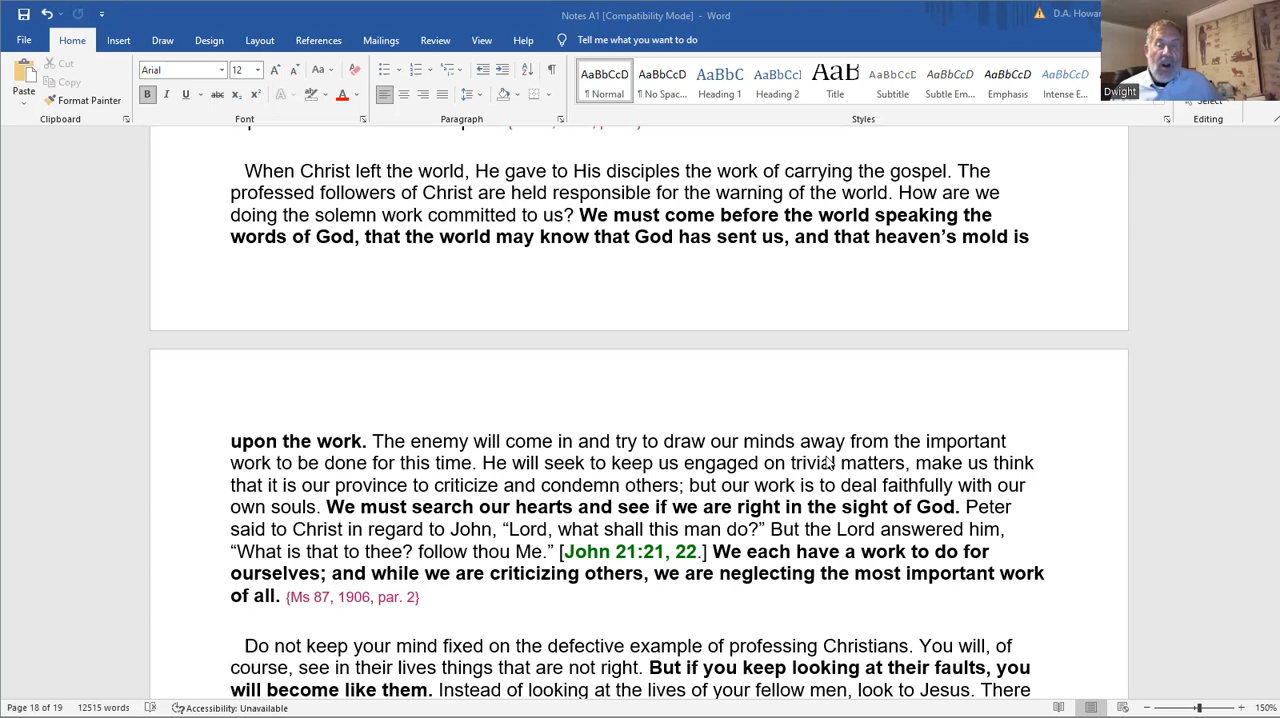 Notes A1 [Compatibility Mode] - Word
D.A. Howar
File Home Insert Draw Design Layout References Mailings Review View Help Tell me what you want to do
Dwight
Paste
Cut
Copy
Format Painter
Arial 12 Aa
B I U abc x₂ x² A A
AaBbCcD AaBbCcD AaBbC AaBbCcI AaB AaBbCcD AaBbCcD AaBbCcD AaBbCcD
¶ Normal ¶ No Spac... Heading 1 Heading 2 Title Subtitle Subtle Em... Emphasis Intense E...
Select
Clipboard Font Paragraph Styles Editing
When Christ left the world, He gave to His disciples the work of carrying the gospel. The
professed followers of Christ are held responsible for the warning of the world. How are we
doing the solemn work committed to us? We must come before the world speaking the
words of God, that the world may know that God has sent us, and that heaven’s mold is
upon the work. The enemy will come in and try to draw our minds away from the important
work to be done for this time. He will seek to keep us engaged on trivial matters, make us think
that it is our province to criticize and condemn others; but our work is to deal faithfully with our
own souls. We must search our hearts and see if we are right in the sight of God. Peter
said to Christ in regard to John, “Lord, what shall this man do?” But the Lord answered him,
“What is that to thee? follow thou Me.” [John 21:21, 22.] We each have a work to do for
ourselves; and while we are criticizing others, we are neglecting the most important work
of all. {Ms 87, 1906, par. 2}
Do not keep your mind fixed on the defective example of professing Christians. You will, of
course, see in their lives things that are not right. But if you keep looking at their faults, you
will become like them. Instead of looking at the lives of your fellow men, look to Jesus. There
Page 18 of 19 12515 words Accessibility: Unavailable 150%